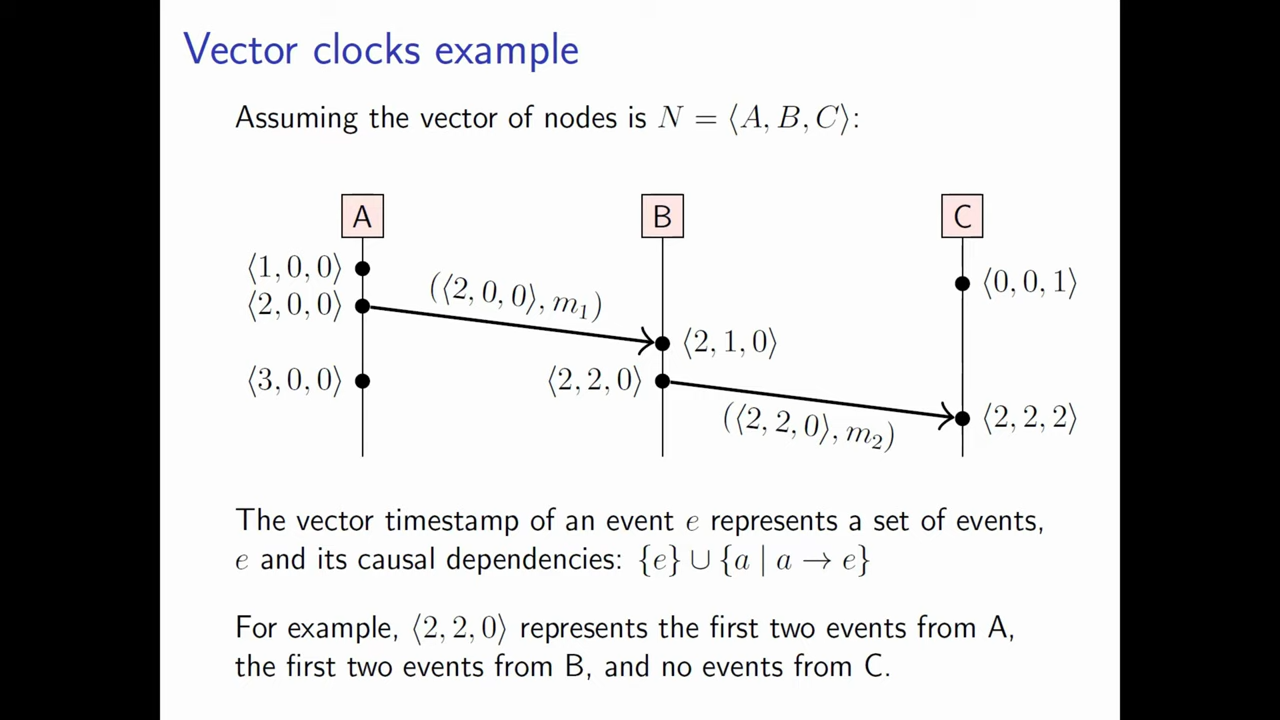 Vector clocks example
Assuming the vector of nodes is N = ⟨A, B, C⟩:
A
B
C
⟨1, 0, 0⟩
⟨0, 0, 1⟩
⟨2, 0, 0⟩
(⟨2, 0, 0⟩, m₁)
⟨2, 1, 0⟩
⟨3, 0, 0⟩
⟨2, 2, 0⟩
(⟨2, 2, 0⟩, m₂)
⟨2, 2, 2⟩
The vector timestamp of an event e represents a set of events,
e and its causal dependencies: {e} ∪ {a | a → e}
For example, ⟨2, 2, 0⟩ represents the first two events from A,
the first two events from B, and no events from C.